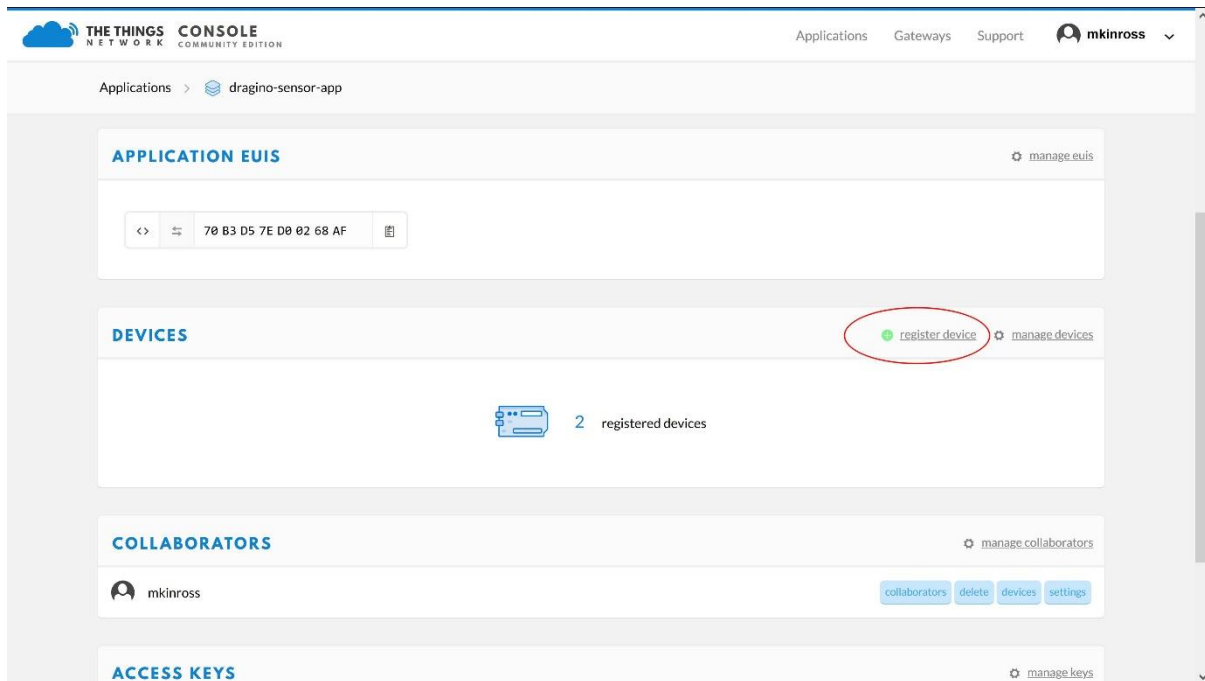 THE THINGS CONSOLE
NETWORK COMMUNITY EDITION
Applications Gateways Support mkinross
Applications > dragino-sensor-app
APPLICATION EUIS manage euis
<> 70 B3 D5 7E D0 02 68 AF
DEVICES register device manage devices
2 registered devices
COLLABORATORS manage collaborators
mkinross collaborators delete devices settings
ACCESS KEYS manage keys